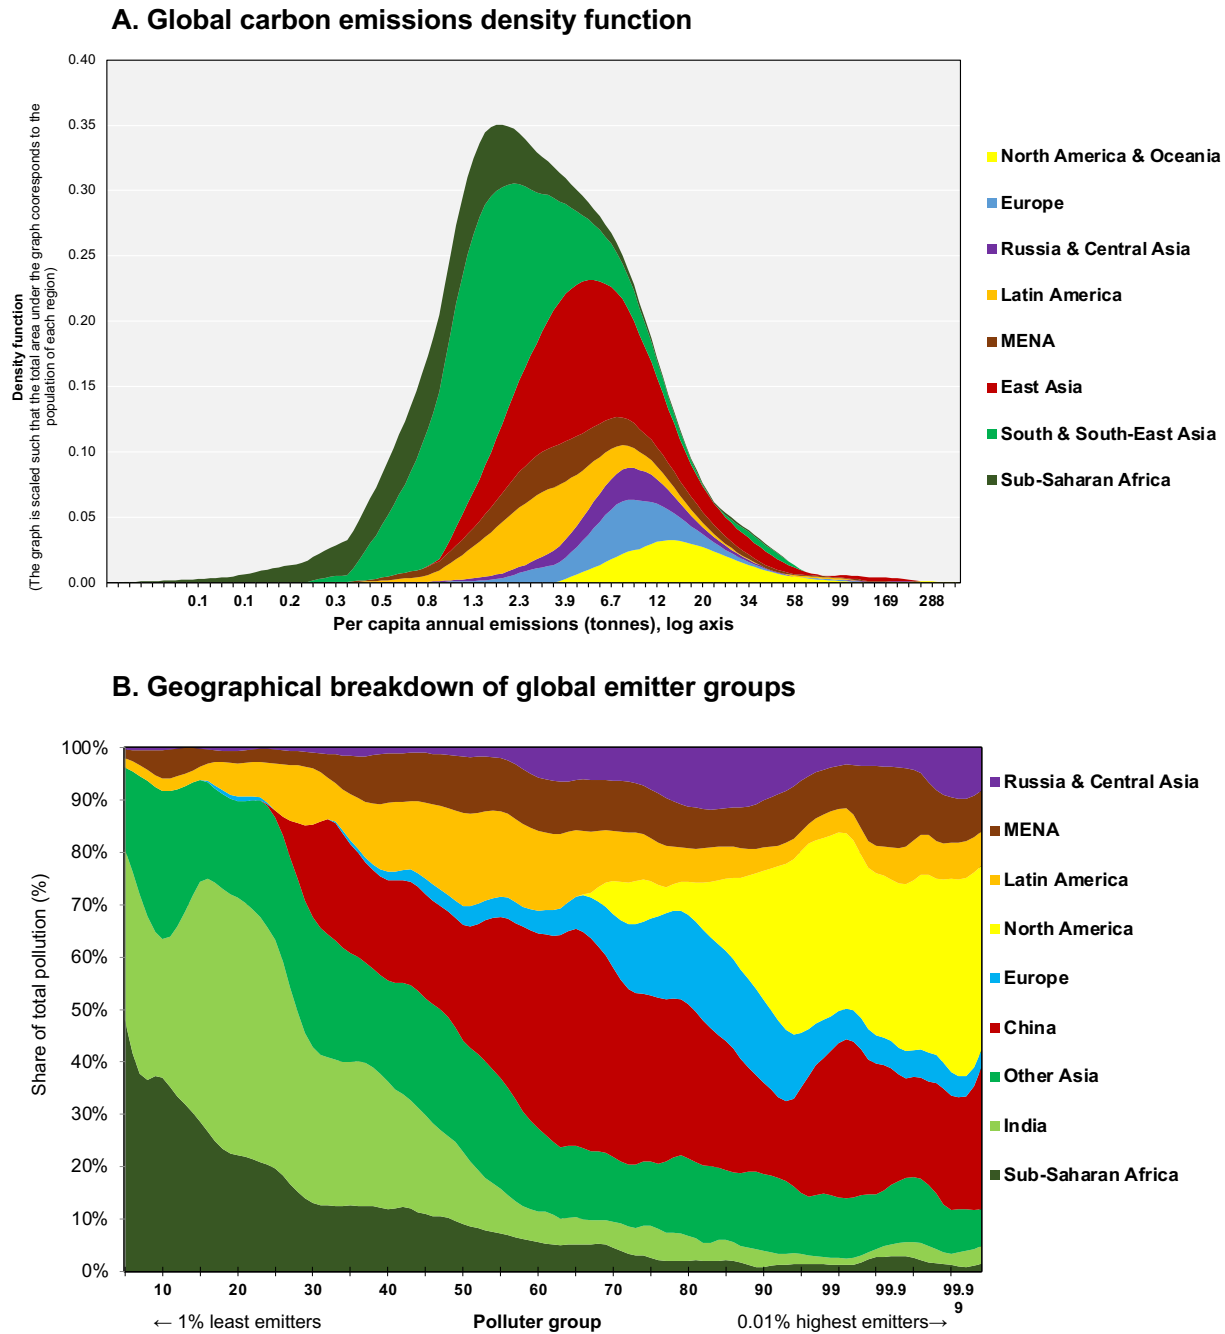 A. Global carbon emissions density function
Density function
(The graph is scaled such that the total area under the graph cooresponds to the
population of each region)
0.40
0.35
0.30
0.25
0.20
0.15
0.10
0.05
0.00
0.1 0.1 0.2 0.3 0.5 0.8 1.3 2.3 3.9 6.7 12 20 34 58 99 169 288
Per capita annual emissions (tonnes), log axis
North America & Oceania
Europe
Russia & Central Asia
Latin America
MENA
East Asia
South & South-East Asia
Sub-Saharan Africa
B. Geographical breakdown of global emitter groups
Share of total pollution (%)
100%
90%
80%
70%
60%
50%
40%
30%
20%
10%
0%
10 20 30 40 50 60 70 80 90 99 99.9 99.9
9
← 1% least emitters Polluter group 0.01% highest emitters→
Russia & Central Asia
MENA
Latin America
North America
Europe
China
Other Asia
India
Sub-Saharan Africa